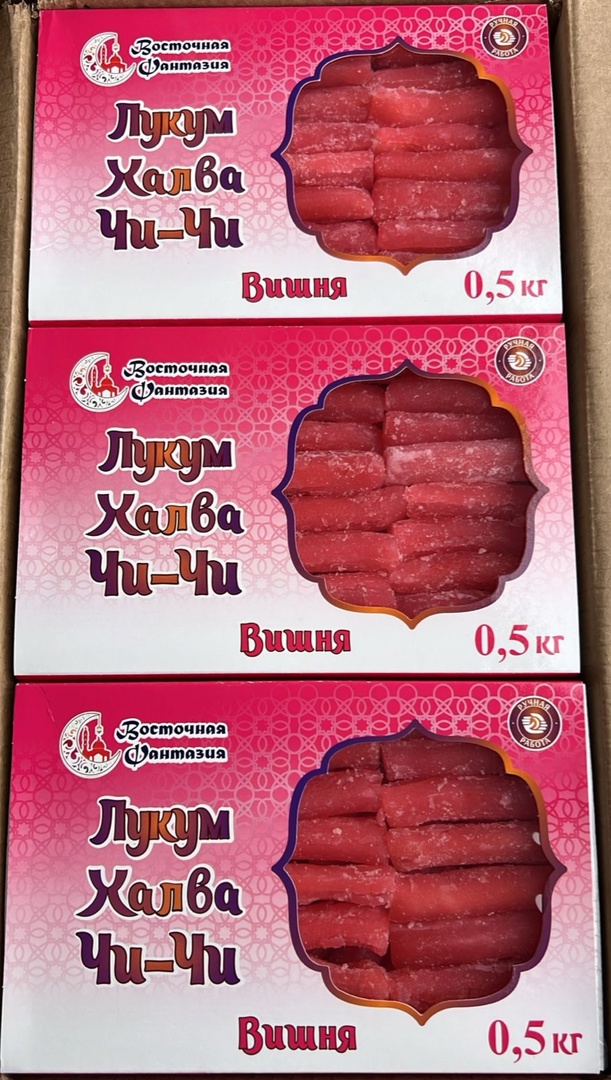 Восточная
Фантазия
РУЧНАЯ
РАБОТА
Лукум
Халва
Чи-Чи
Вишня
0,5 кг
Восточная
Фантазия
РУЧНАЯ
РАБОТА
Лукум
Халва
Чи-Чи
Вишня
0,5 кг
Восточная
Фантазия
РУЧНАЯ
РАБОТА
Лукум
Халва
Чи-Чи
Вишня
0,5 кг